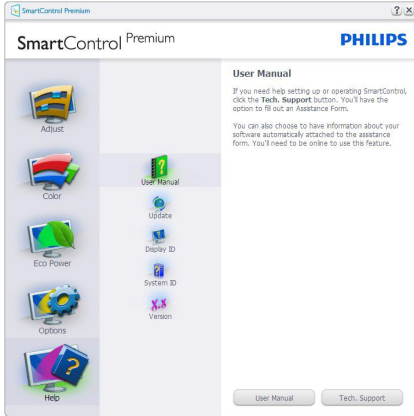 SmartControl Premium
SmartControl Premium
PHILIPS
Adjust
Color
Eco Power
Options
Help
User Manual
Update
Display ID
System ID
Version
User Manual
If you need help setting up or operating SmartControl,
click the Tech. Support button. You'll have the
option to fill out an Assistance Form.
You can also choose to have information about your
software automatically attached to the assistance
form. You'll need to be online to use this feature.
User Manual
Tech. Support